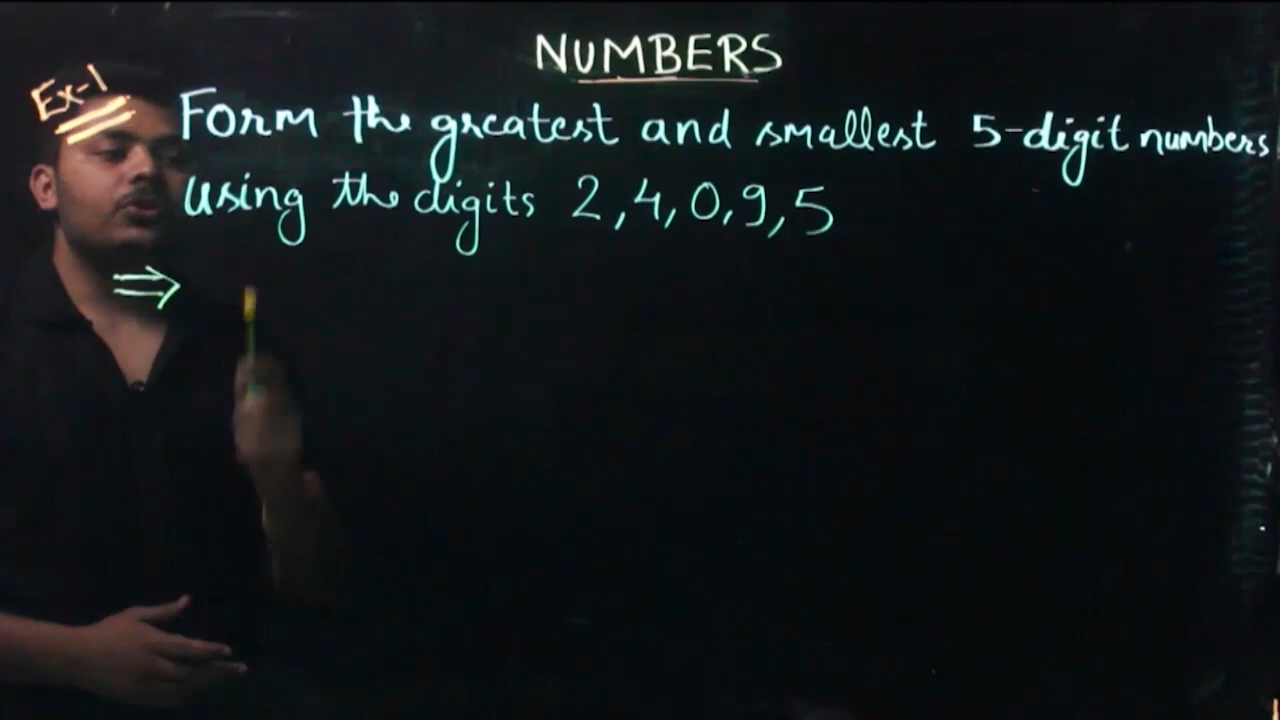 NUMBERS
Ex-1
Form the greatest and smallest 5-digit numbers
using the digits 2,4,0,9,5
⇒